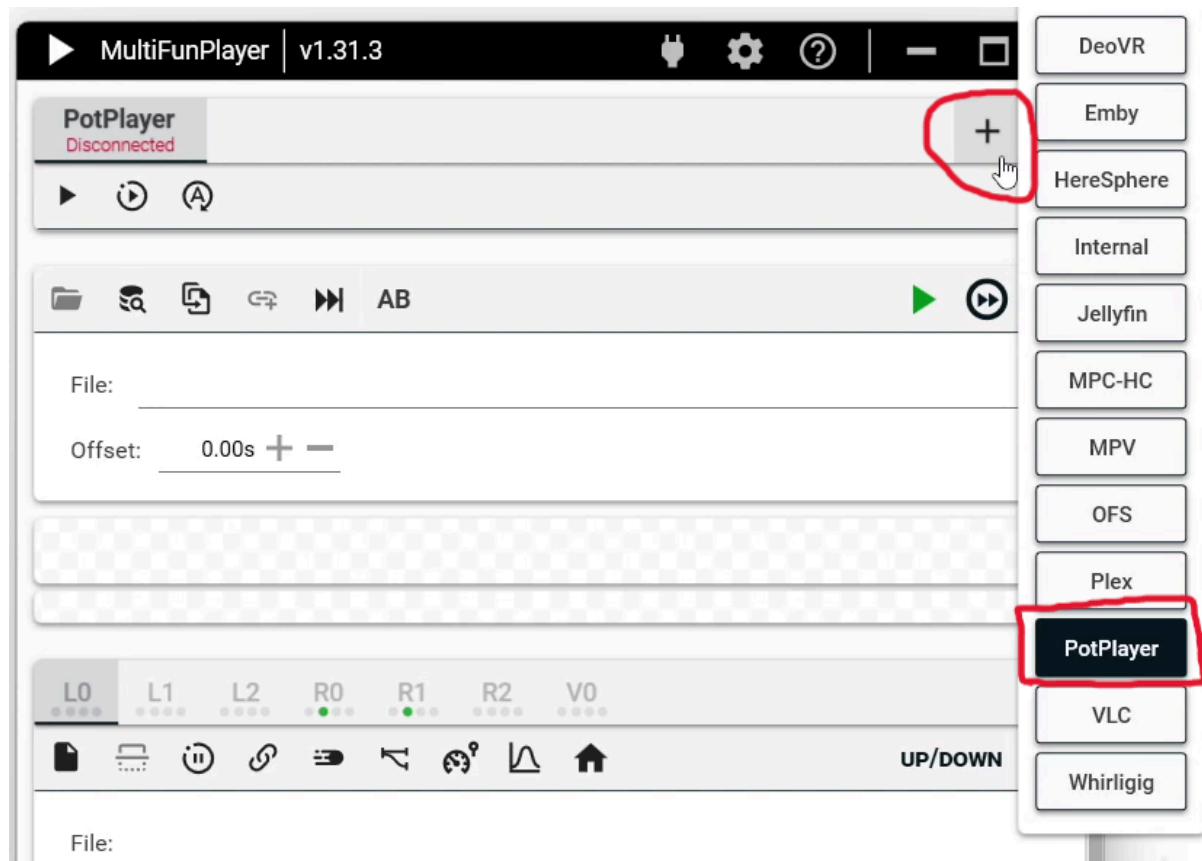 MultiFunPlayer | v1.31.3
PotPlayer
Disconnected
AB
File:
Offset: 0.00s
L0 L1 L2 R0 R1 R2 V0
UP/DOWN
File:
DeoVR
Emby
HereSphere
Internal
Jellyfin
MPC-HC
MPV
OFS
Plex
PotPlayer
VLC
Whirligig